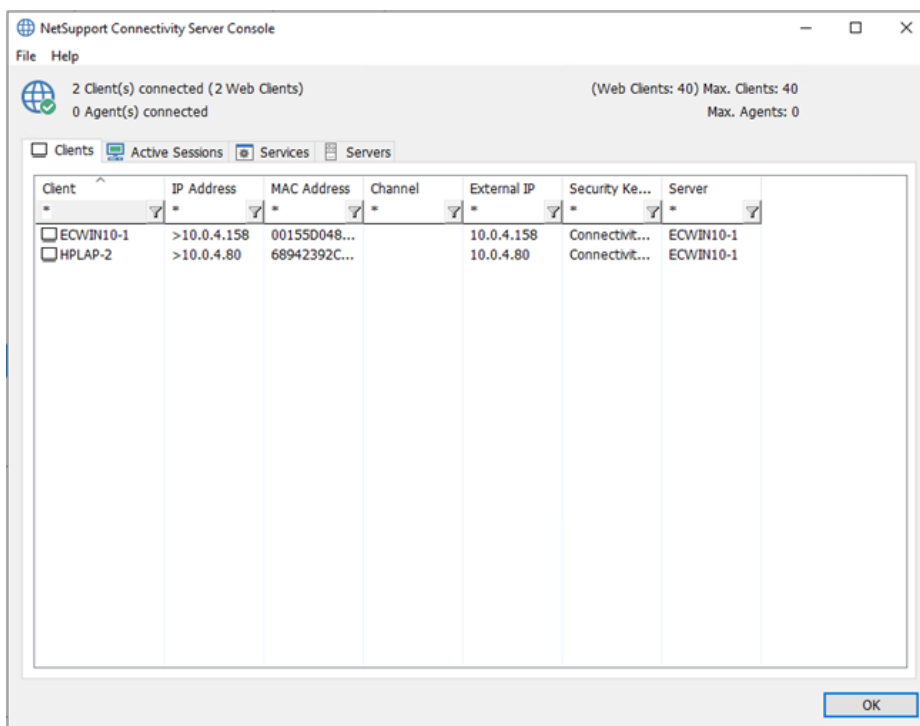 NetSupport Connectivity Server Console
File Help
2 Client(s) connected (2 Web Clients) (Web Clients: 40) Max. Clients: 40
0 Agent(s) connected Max. Agents: 0
Clients Active Sessions Services Servers
Client IP Address MAC Address Channel External IP Security Ke... Server
* * * * * * *
ECWIN10-1 >10.0.4.158 00155D048... 10.0.4.158 Connectivit... ECWIN10-1
HPLAP-2 >10.0.4.80 68942392C... 10.0.4.80 Connectivit... ECWIN10-1
OK